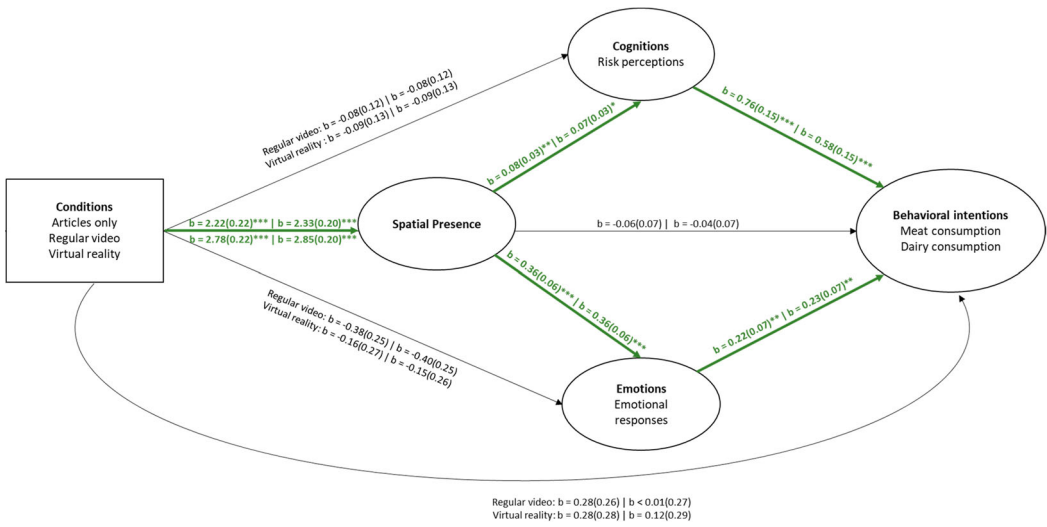 Cognitions
Risk perceptions
Regular video: b = -0.08(0.12) | b = -0.08(0.12)
Virtual reality : b = -0.09(0.13) | b = -0.09(0.13)
b = 0.76(0.15)*** | b = 0.58(0.15)***
b = 0.08(0.03)** | b = 0.07(0.03)*
Conditions
Articles only
Regular video
Virtual reality
b = 2.22(0.22)*** | b = 2.33(0.20)***
b = 2.78(0.22)*** | b = 2.85(0.20)***
Spatial Presence
b = -0.06(0.07) | b = -0.04(0.07)
Behavioral intentions
Meat consumption
Dairy consumption
b = 0.36(0.06)*** | b = 0.36(0.06)***
b = 0.22(0.07)** | b = 0.23(0.07)**
Regular video: b = -0.38(0.25) | b = -0.40(0.25)
Virtual reality: b = -0.16(0.27) | b = -0.15(0.26)
Emotions
Emotional
responses
Regular video: b = 0.28(0.26) | b < 0.01(0.27)
Virtual reality: b = 0.28(0.28) | b = 0.12(0.29)